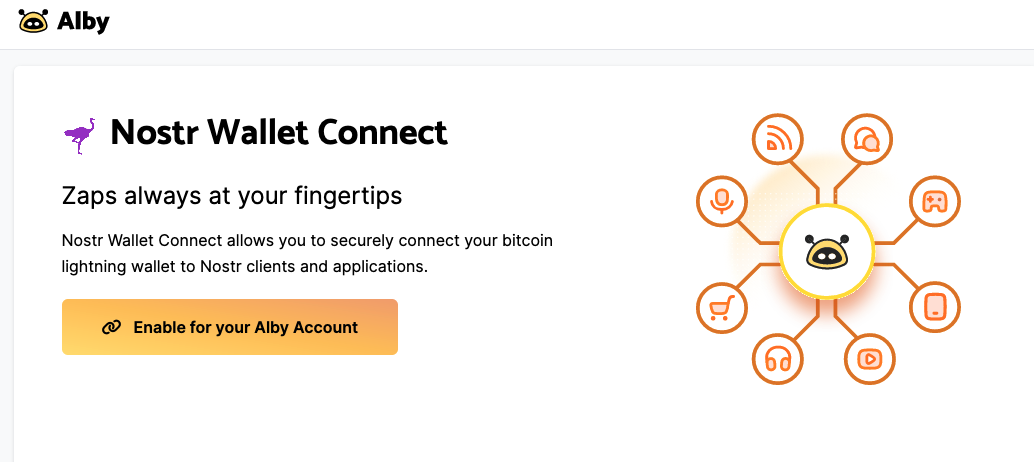 Alby
Nostr Wallet Connect
Zaps always at your fingertips
Nostr Wallet Connect allows you to securely connect your bitcoin
lightning wallet to Nostr clients and applications.
Enable for your Alby Account